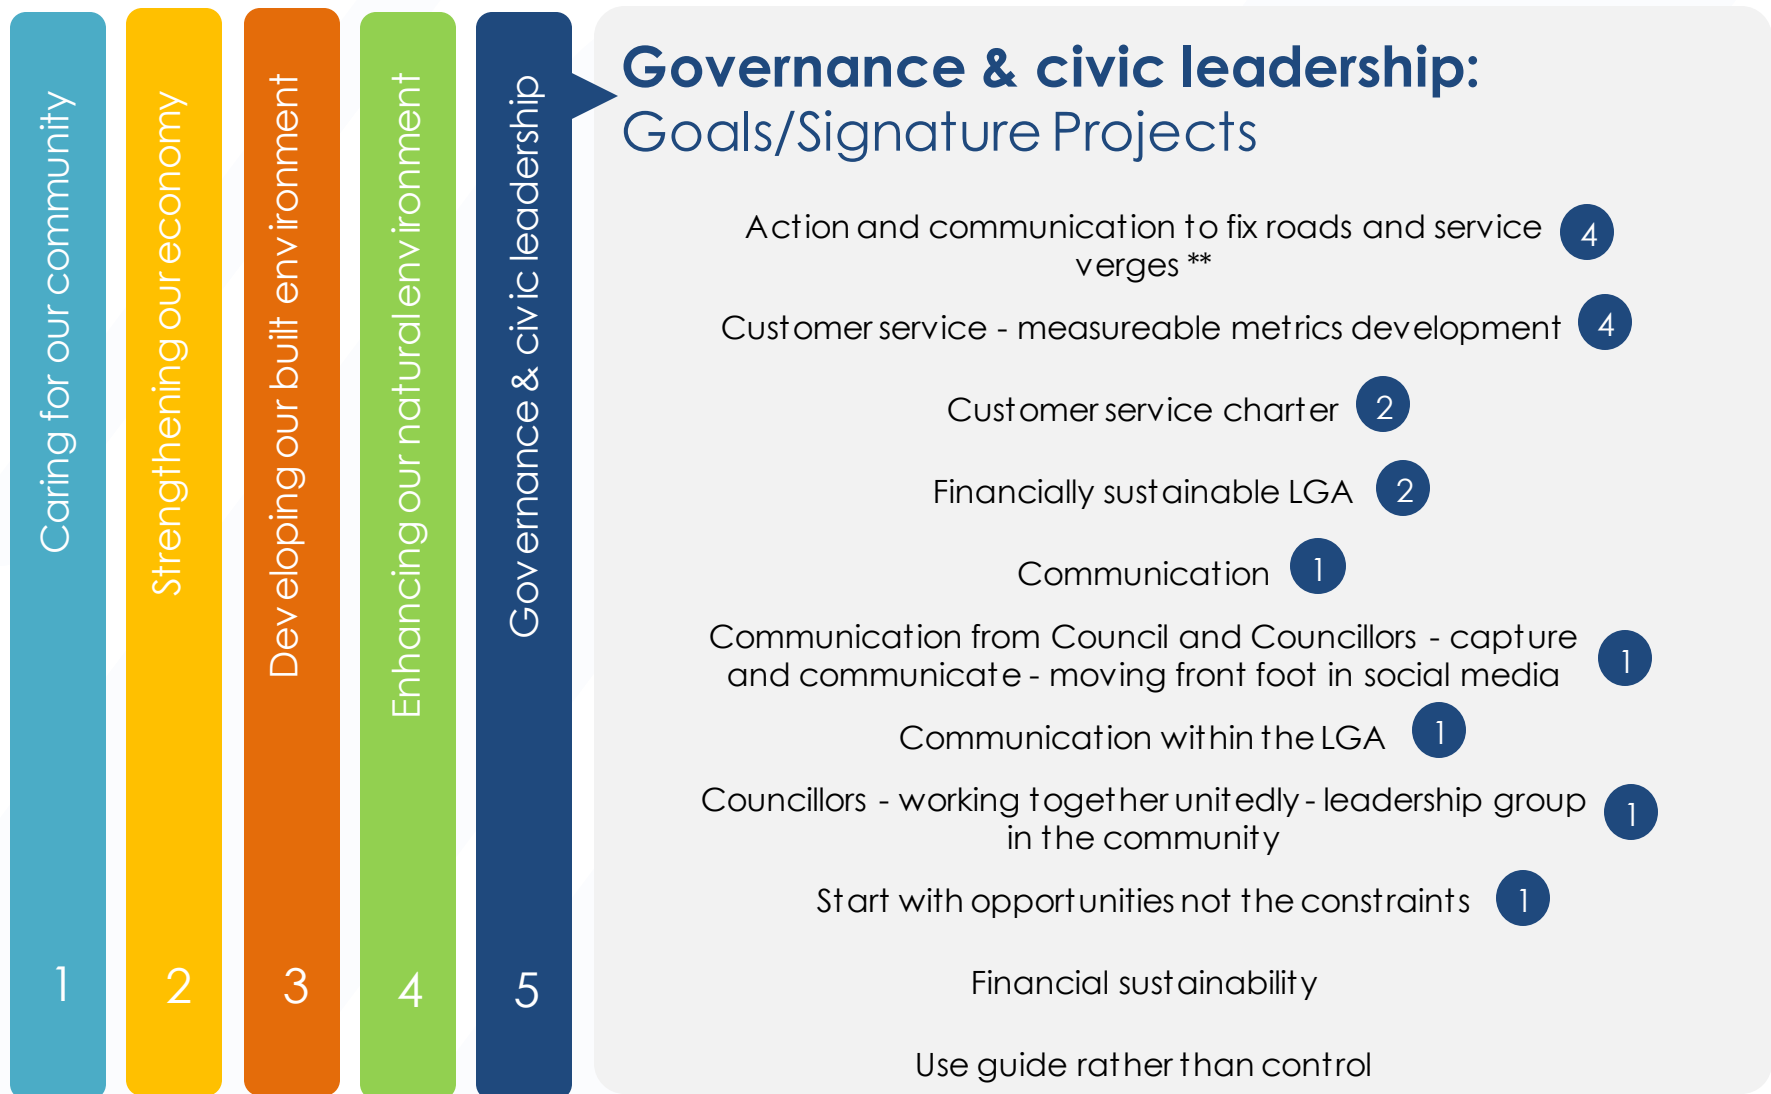 Caring for our community
1
Strengthening our economy
2
Developing our built environment
3
Enhancing our natural environment
4
Governance & civic leadership
5
Governance & civic leadership:
Goals/Signature Projects
Action and communication to fix roads and service
verges **
4
Customer service - measureable metrics development
4
Customer service charter
2
Financially sustainable LGA
2
Communication
1
Communication from Council and Councillors - capture
and communicate - moving front foot in social media
1
Communication within the LGA
1
Councillors - working together unitedly - leadership group
in the community
1
Start with opportunities not the constraints
1
Financial sustainability
Use guide rather than control